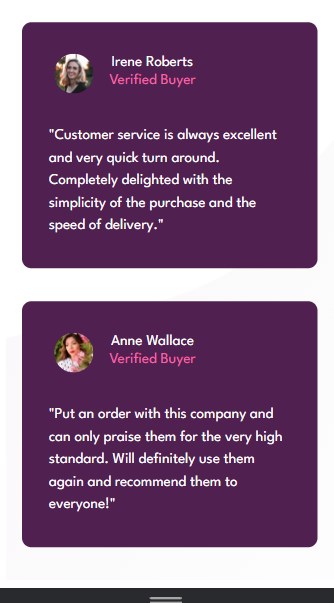 Irene Roberts
Verified Buyer
"Customer service is always excellent
and very quick turn around.
Completely delighted with the
simplicity of the purchase and the
speed of delivery."
Anne Wallace
Verified Buyer
"Put an order with this company and
can only praise them for the very high
standard. Will definitely use them
again and recommend them to
everyone!"